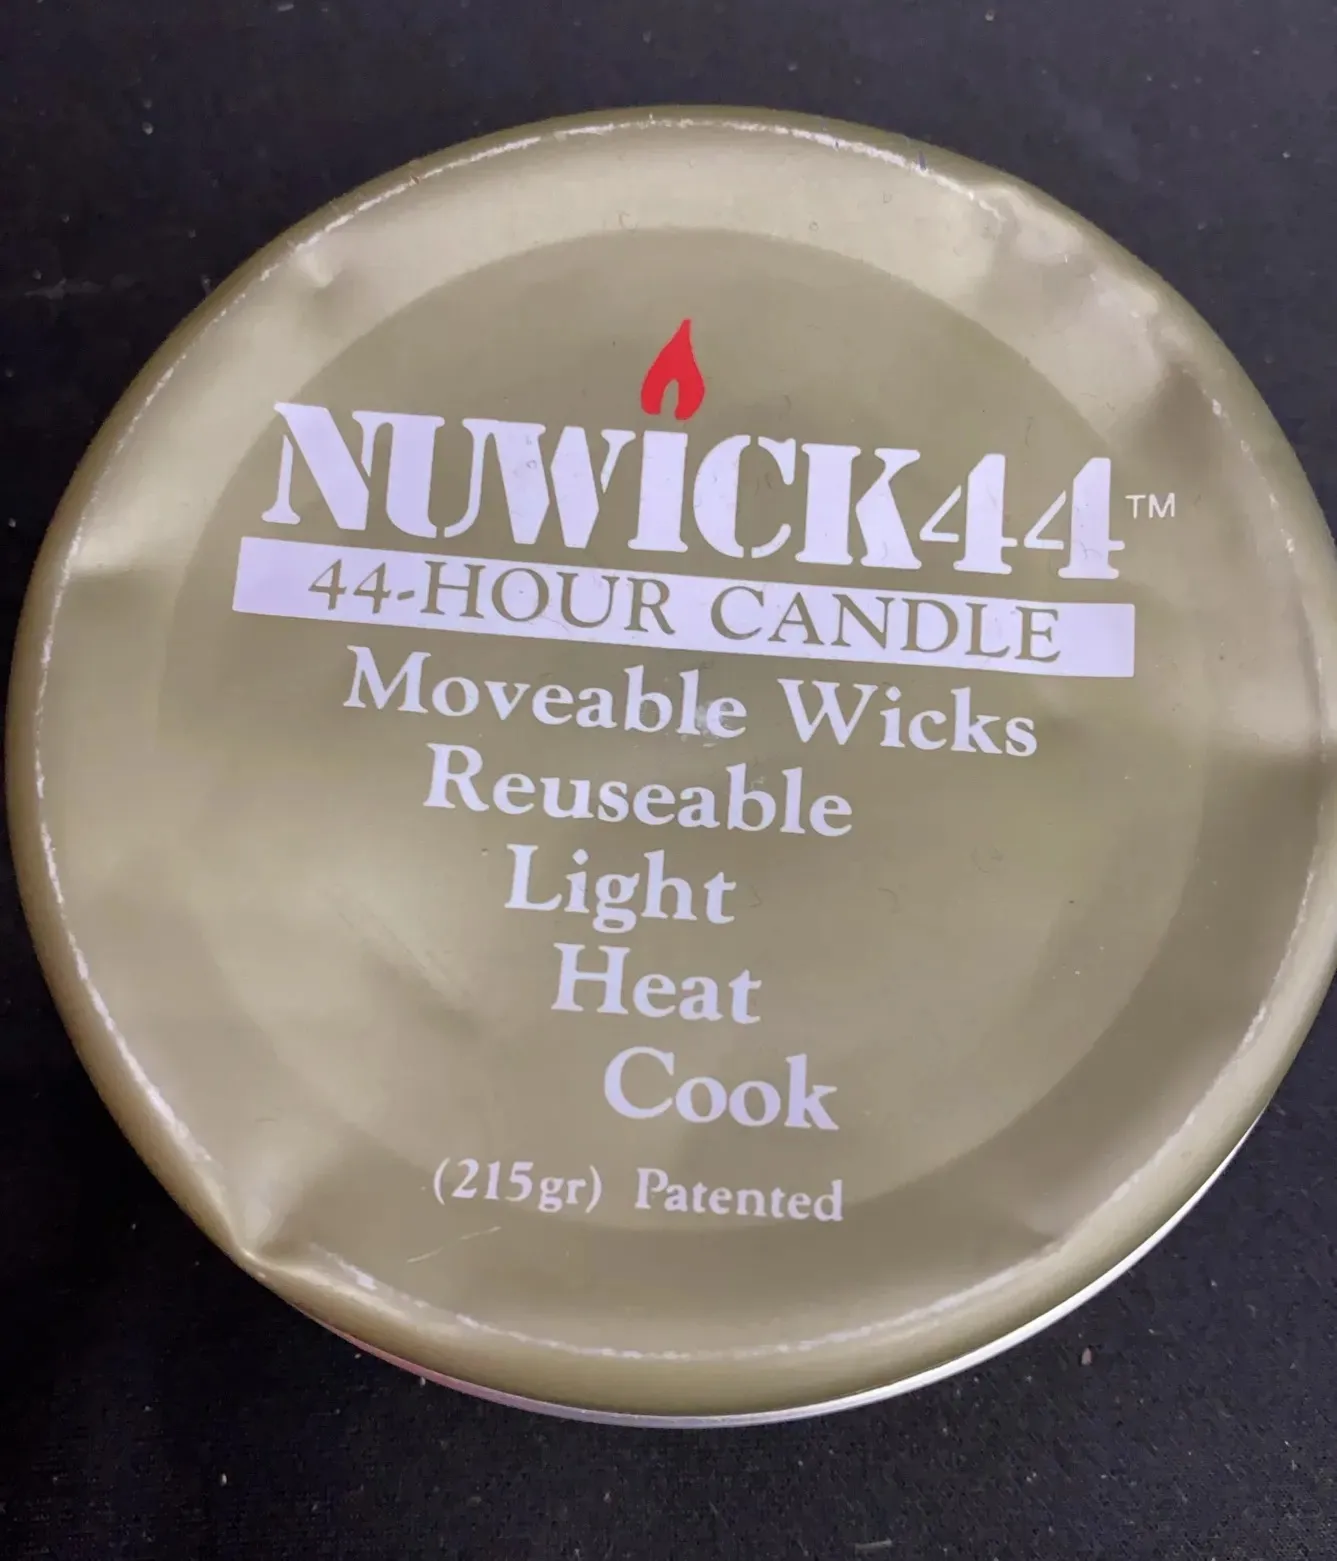 NUWICK44™
44-HOUR CANDLE
Moveable Wicks
Reuseable
Light
Heat
Cook
(215gr) Patented